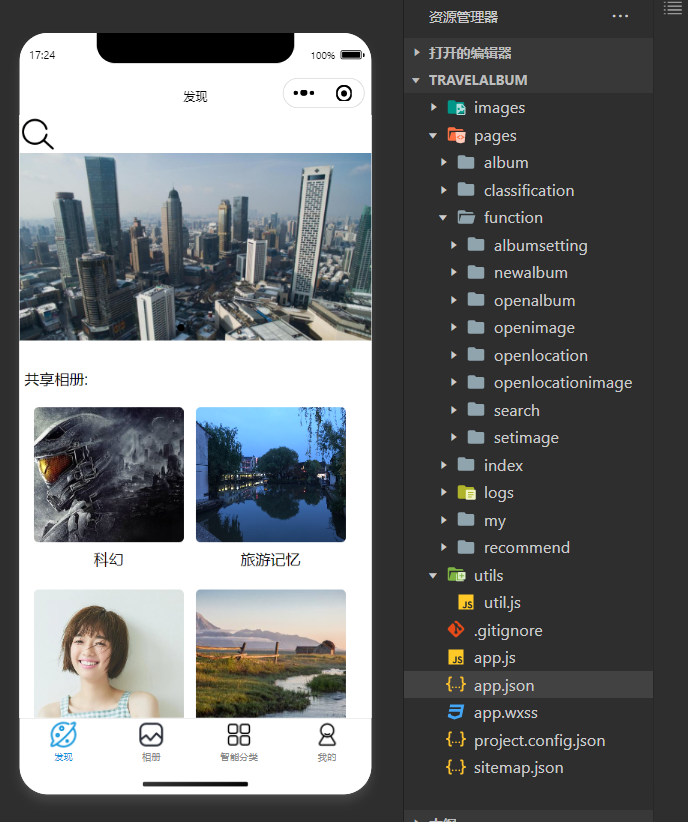 17:24
100%
发现
共享相册:
科幻
旅游记忆
发现
相册
智能分类
我的
资源管理器
打开的编辑器
TRAVELALBUM
images
pages
album
classification
function
albumsetting
newalbum
openalbum
openimage
openlocation
openlocationimage
search
setimage
index
logs
my
recommend
utils
JS util.js
.gitignore
JS app.js
{..} app.json
app.wxss
{..} project.config.json
{..} sitemap.json